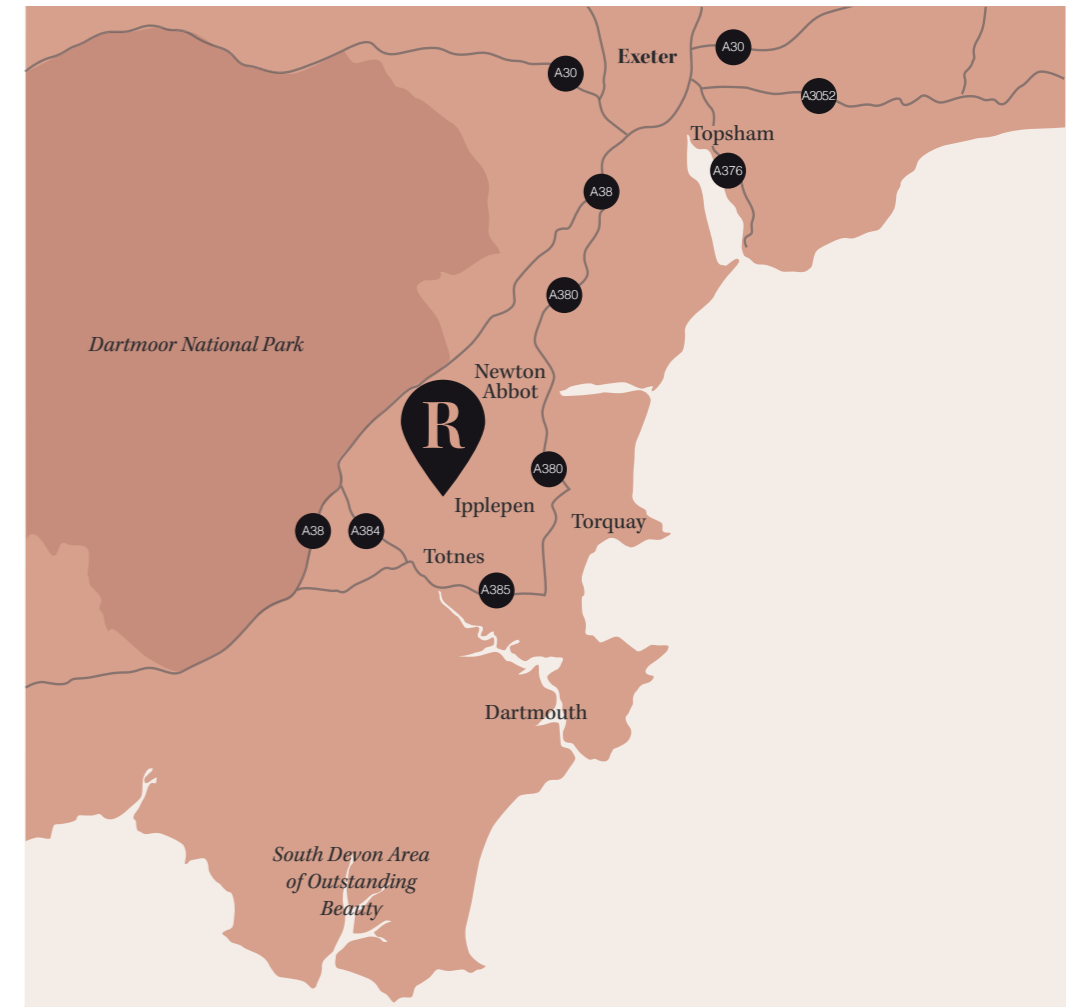 Exeter
A30
A30
A3052
Topsham
A376
A38
A380
Dartmoor National Park
Newton
Abbot
R
A380
Ipplepen
Torquay
A38
A384
Totnes
A385
Dartmouth
South Devon Area
of Outstanding
Beauty